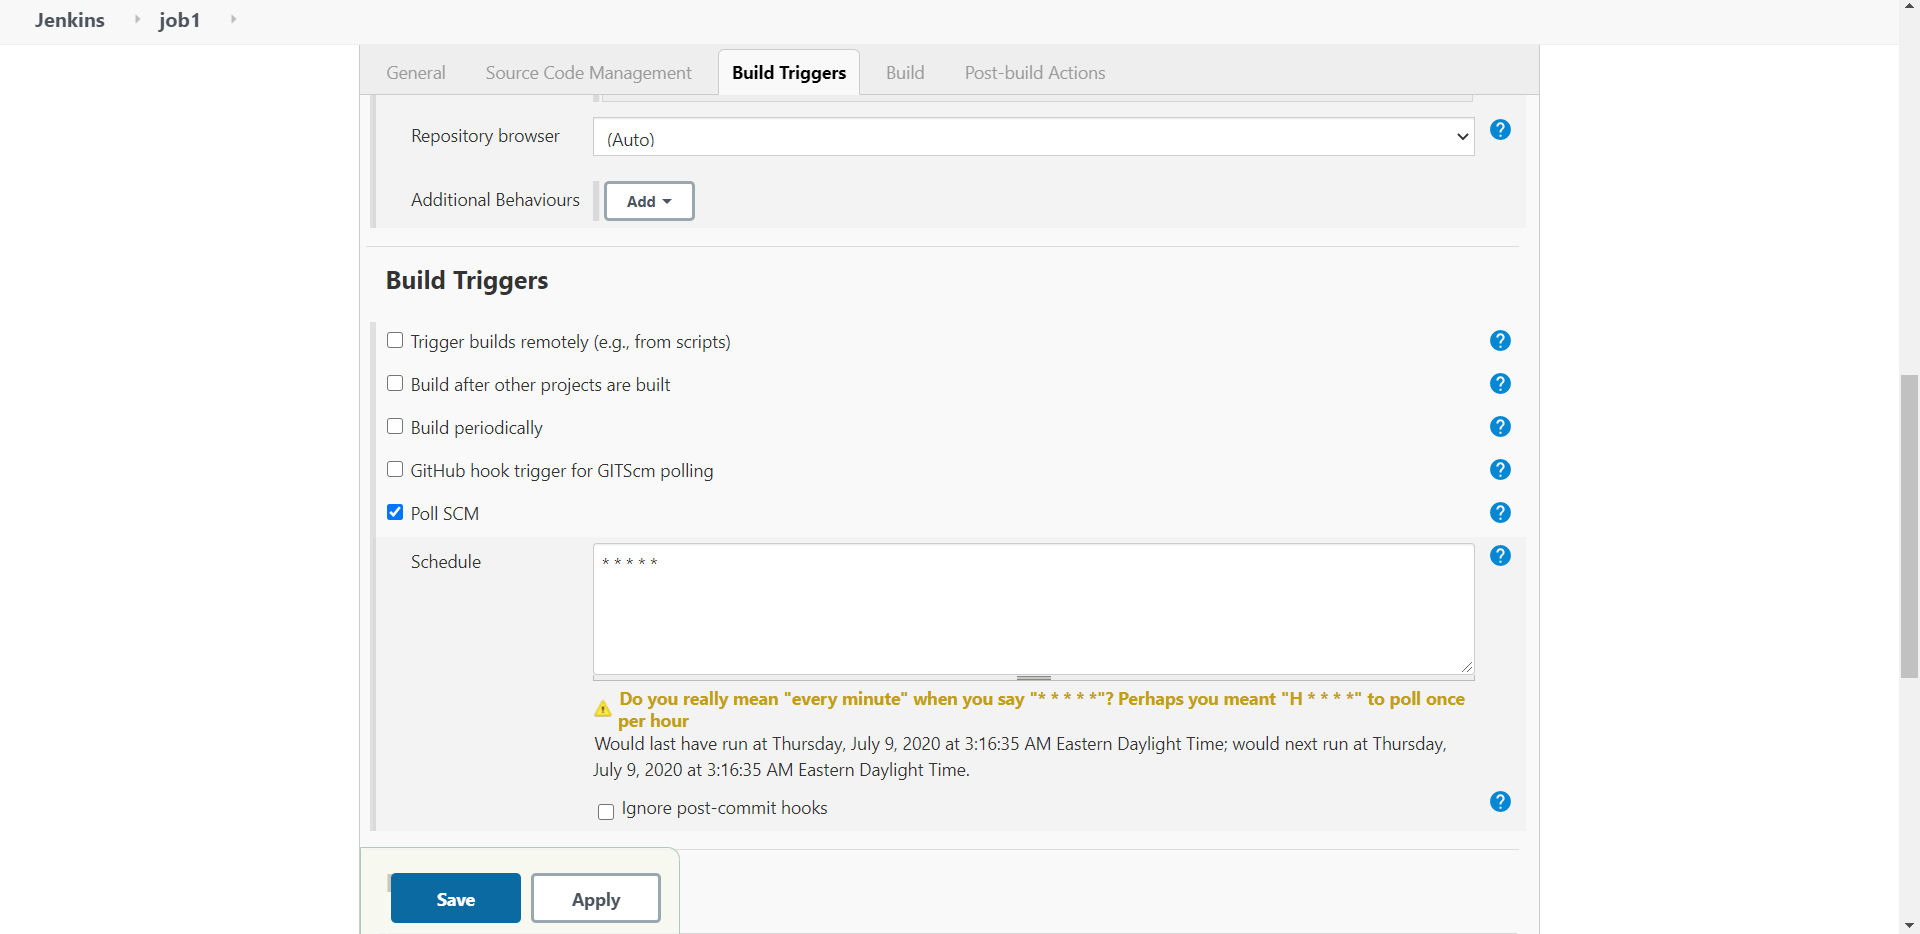 Jenkins job1
General Source Code Management Build Triggers Build Post-build Actions
Repository browser (Auto) ?
Additional Behaviours Add
Build Triggers
Trigger builds remotely (e.g., from scripts) ?
Build after other projects are built ?
Build periodically ?
GitHub hook trigger for GITScm polling ?
Poll SCM ?
Schedule * * * * * ?
Do you really mean "every minute" when you say "* * * * *"? Perhaps you meant "H * * * *" to poll once
per hour
Would last have run at Thursday, July 9, 2020 at 3:16:35 AM Eastern Daylight Time; would next run at Thursday,
July 9, 2020 at 3:16:35 AM Eastern Daylight Time.
Ignore post-commit hooks ?
Save Apply